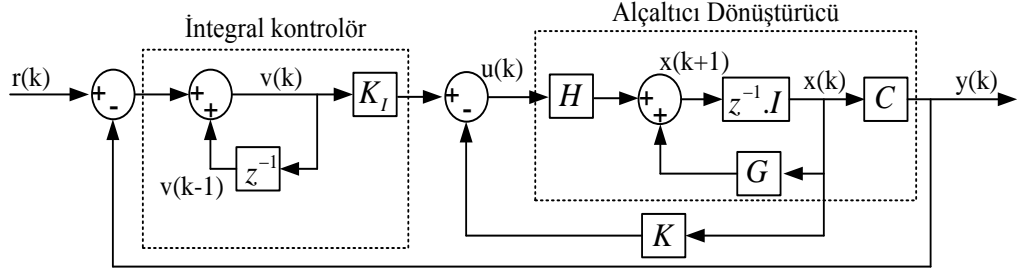 İntegral kontrolör
Alçaltıcı Dönüştürücü
r(k)
+
-
+
+
v(k)
K_I
+
-
u(k)
H
x(k+1)
+
+
z⁻¹.I
x(k)
C
y(k)
v(k-1)
z⁻¹
G
K